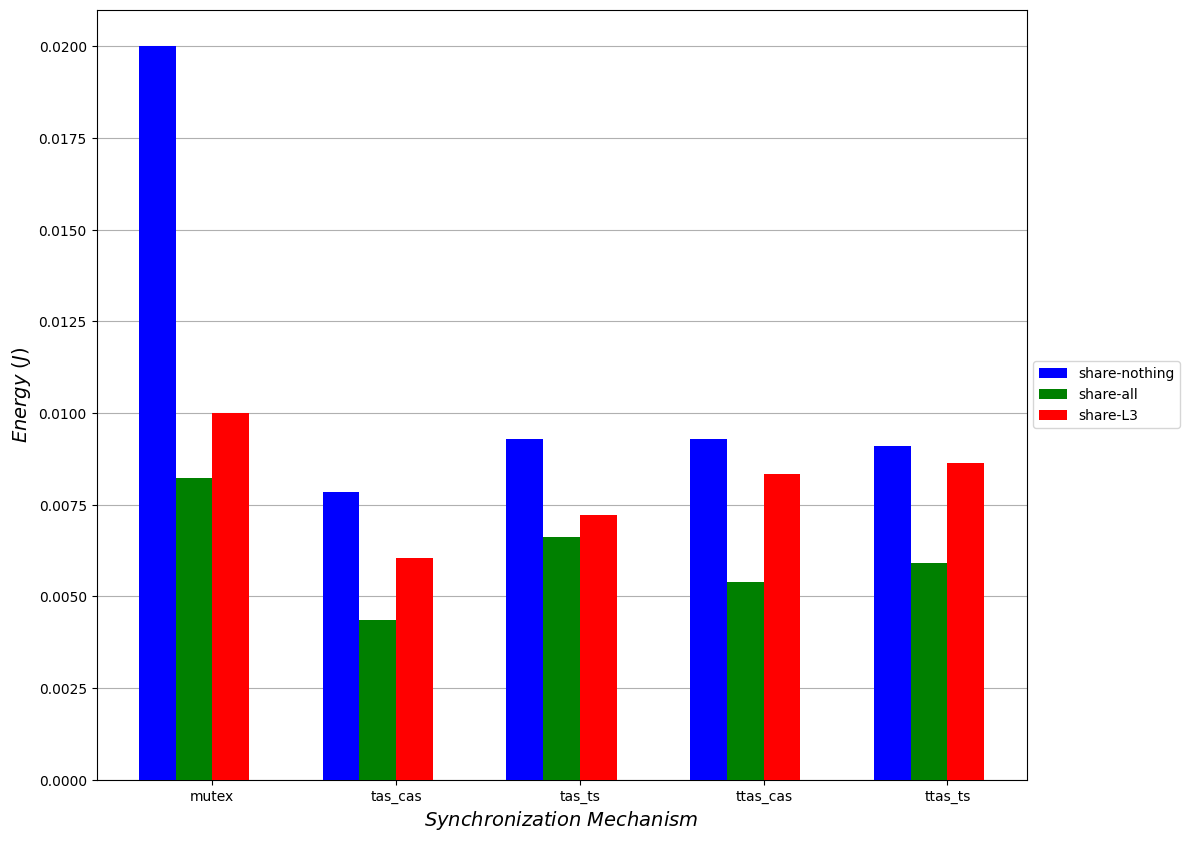 0.0200
0.0175
0.0150
0.0125
0.0100
0.0075
0.0050
0.0025
0.0000
Energy (J)
mutex
tas_cas
tas_ts
ttas_cas
ttas_ts
Synchronization Mechanism
share-nothing
share-all
share-L3